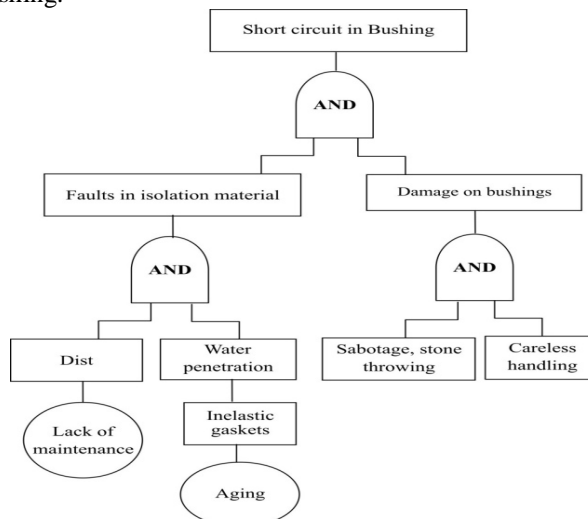 shing.
Short circuit in Bushing
AND
Faults in isolation material
Damage on bushings
AND
AND
Dist
Water
penetration
Sabotage, stone
throwing
Careless
handling
Lack of
maintenance
Inelastic
gaskets
Aging